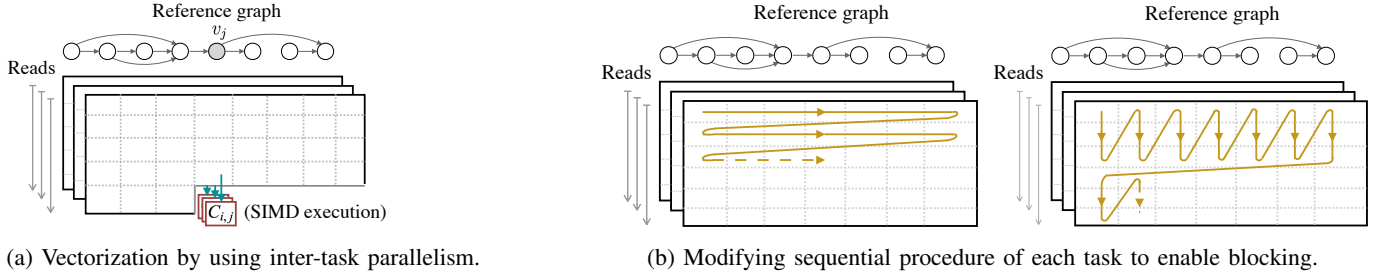 Reference graph
v_j
Reads
C_{i,j} (SIMD execution)
(a) Vectorization by using inter-task parallelism.
Reference graph
Reads
Reference graph
Reads
(b) Modifying sequential procedure of each task to enable blocking.